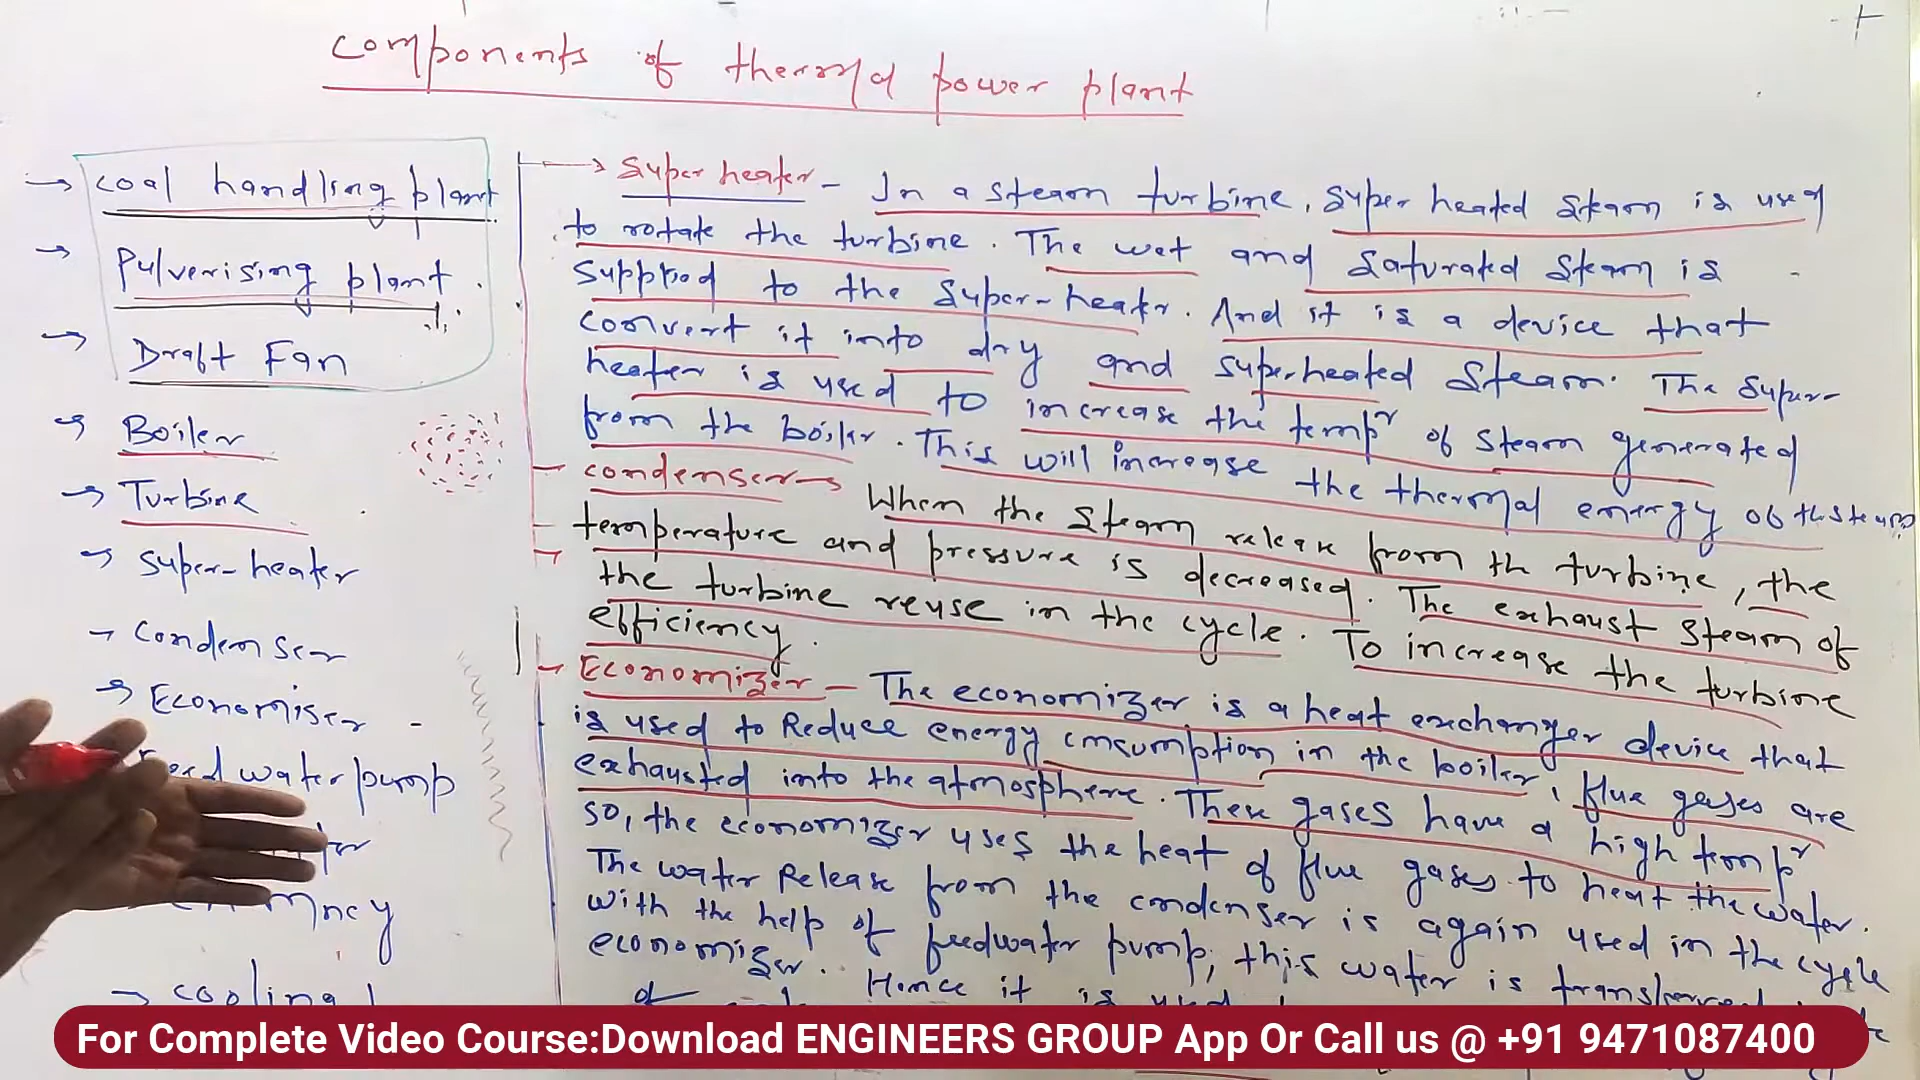 Components of thermal power plant
→ coal handling plant
→ Pulverising plant.
→ Draft Fan
→ Boiler
→ Turbine
→ super-heater
→ condenser
→ Economiser -
water pump
cooling
→ Super heater - In a steam turbine, super heated steam is used
to rotate the turbine. The wet and saturated steam is
supplied to the super-heater. And it is a device that
convert it into dry and superheated steam. The super-
heater is used to increase the tempr of steam generated
from the boiler. This will increase the thermal energy of the steam
- condenser → When the steam release from th turbine, the
temperature and pressure is decreased. The exhaust steam of
the turbine reuse in the cycle. To increase the turbine
efficiency.
- Economizer - The economizer is a heat exchanger device that
is used to Reduce energy cnsumption in the boiler, flue gases are
exhausted into the atmosphere. These gases have a high tempr
so, the economizer uses the heat of flue gases to heat the water.
The water Release from the condenser is again used in the cycle
with the help of feedwater pump, this water is
economizer. Hence it is used
For Complete Video Course:Download ENGINEERS GROUP App Or Call us @ +91 9471087400